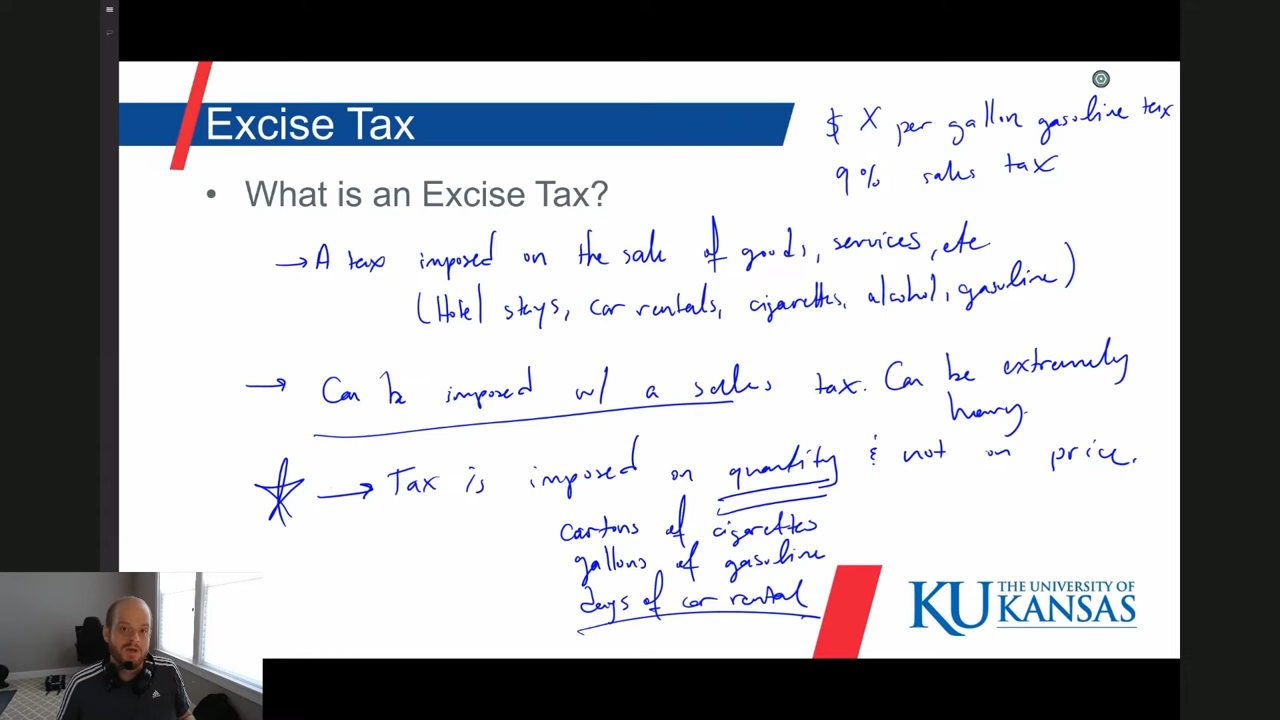 Excise Tax
$ X per gallon gasoline tax
9% sales tax
• What is an Excise Tax?
→ A tax imposed on the sale of goods, services, etc
(Hotel stays, car rentals, cigarettes, alcohol, gasoline)
→ Can be imposed w/ a sales tax. Can be extremely
heavy.
→ Tax is imposed on quantity & not on price.
cartons of cigarettes
gallons of gasoline
days of car rental
KU THE UNIVERSITY OF
KANSAS